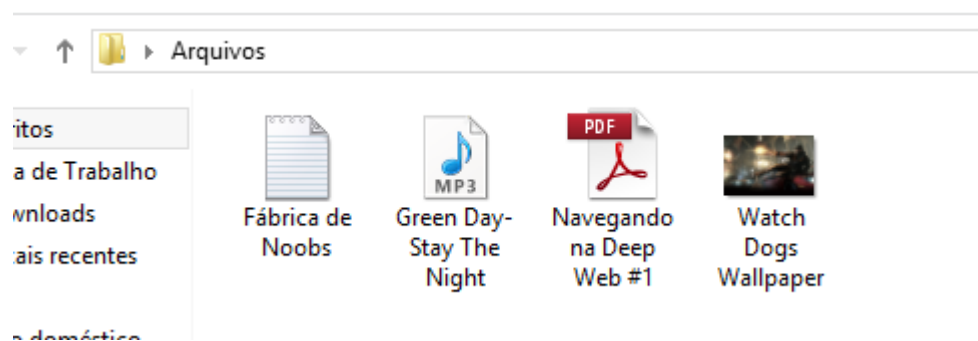 Arquivos
itos
a de Trabalho
wnloads
ais recentes
o doméstico
Fábrica de
Noobs
MP3
Green Day-
Stay The
Night
PDF
Navegando
na Deep
Web #1
Watch
Dogs
Wallpaper